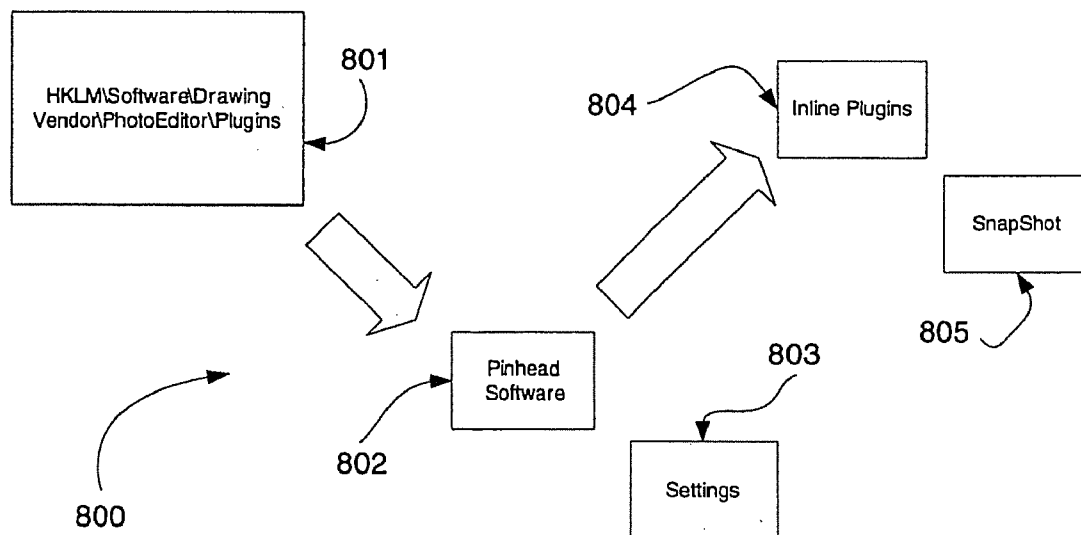 HKLM\Software\Drawing
Vendor\PhotoEditor\Plugins
801
804
Inline Plugins
SnapShot
805
Pinhead
Software
802
803
Settings
800